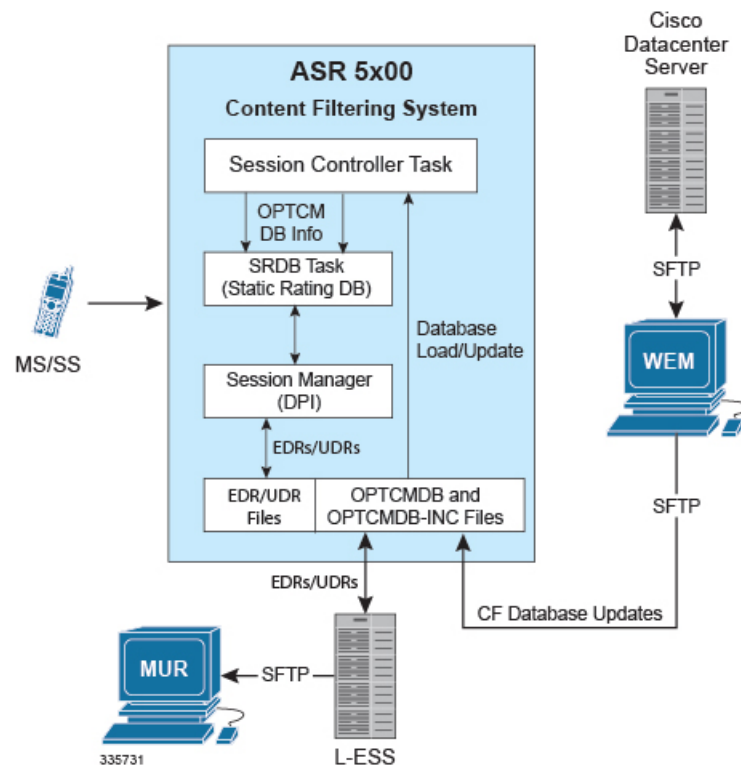 Cisco
Datacenter
Server
ASR 5x00
Content Filtering System
Session Controller Task
OPTCM
DB Info
SFTP
SRDB Task
(Static Rating DB)
Database
Load/Update
WEM
MS/SS
Session Manager
(DPI)
EDRs/UDRs
EDR/UDR
Files
OPTCMDB and
OPTCMDB-INC Files
SFTP
EDRs/UDRs
CF Database Updates
MUR
SFTP
335731
L-ESS